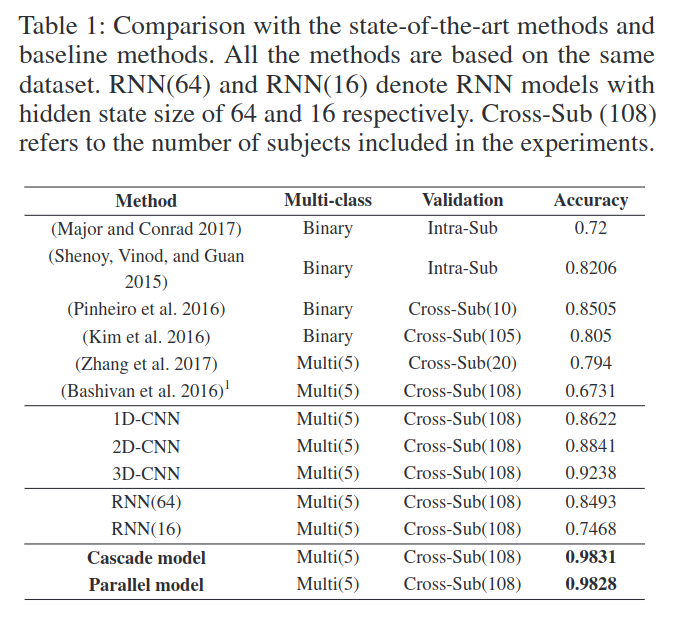 Table 1: Comparison with the state-of-the-art methods and
baseline methods. All the methods are based on the same
dataset. RNN(64) and RNN(16) denote RNN models with
hidden state size of 64 and 16 respectively. Cross-Sub (108)
refers to the number of subjects included in the experiments.
Method Multi-class Validation Accuracy
(Major and Conrad 2017) Binary Intra-Sub 0.72
(Shenoy, Vinod, and Guan
2015) Binary Intra-Sub 0.8206
(Pinheiro et al. 2016) Binary Cross-Sub(10) 0.8505
(Kim et al. 2016) Binary Cross-Sub(105) 0.805
(Zhang et al. 2017) Multi(5) Cross-Sub(20) 0.794
(Bashivan et al. 2016)¹ Multi(5) Cross-Sub(108) 0.6731
1D-CNN Multi(5) Cross-Sub(108) 0.8622
2D-CNN Multi(5) Cross-Sub(108) 0.8841
3D-CNN Multi(5) Cross-Sub(108) 0.9238
RNN(64) Multi(5) Cross-Sub(108) 0.8493
RNN(16) Multi(5) Cross-Sub(108) 0.7468
Cascade model Multi(5) Cross-Sub(108) 0.9831
Parallel model Multi(5) Cross-Sub(108) 0.9828